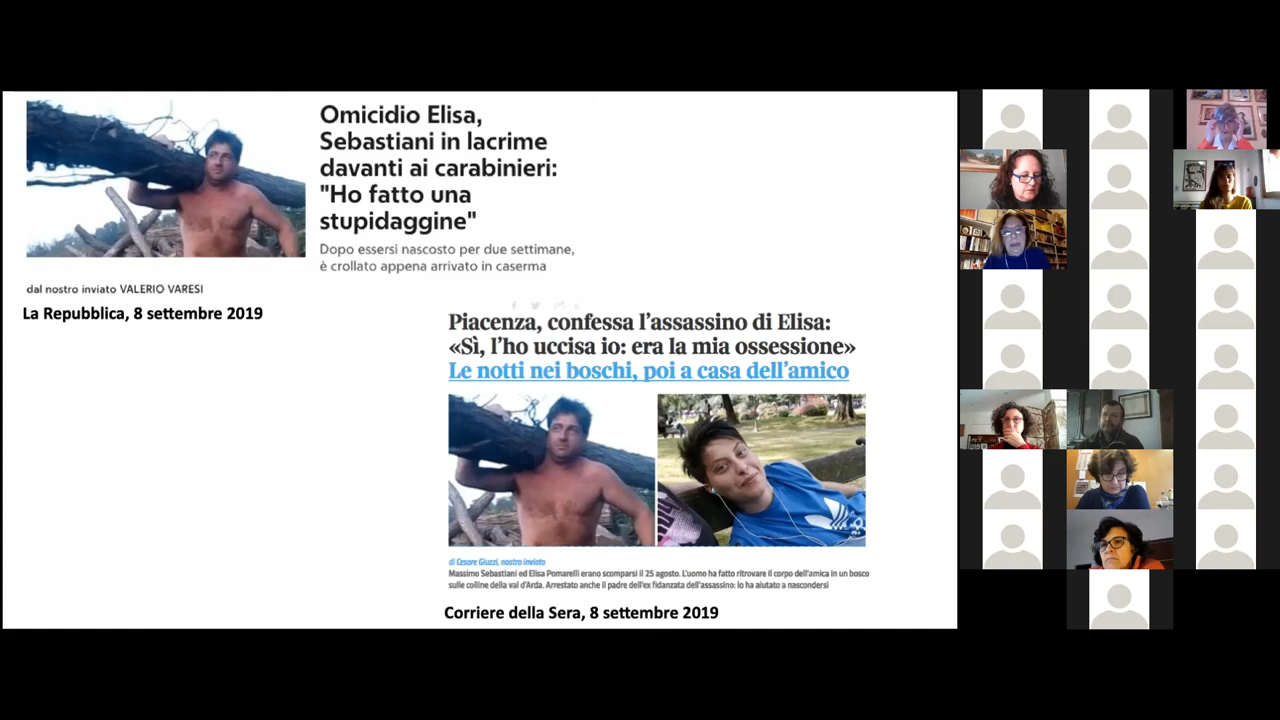 Omicidio Elisa,
Sebastiani in lacrime
davanti ai carabinieri:
"Ho fatto una
stupidaggine"
Dopo essersi nascosto per due settimane,
è crollato appena arrivato in caserma
dal nostro inviato VALERIO VARESI
La Repubblica, 8 settembre 2019
Piacenza, confessa l'assassino di Elisa:
«Sì, l'ho uccisa io: era la mia ossessione»
Le notti nei boschi, poi a casa dell'amico
di Cesare Giuzzi, nostro inviato
Massimo Sebastiani ed Elisa Pomarelli erano scomparsi il 25 agosto. L'uomo ha fatto ritrovare il corpo dell'amica in un bosco
sulle colline della val d'Arda. Arrestato anche il padre dell'ex fidanzata dell'assassino: lo ha aiutato a nascondersi
Corriere della Sera, 8 settembre 2019